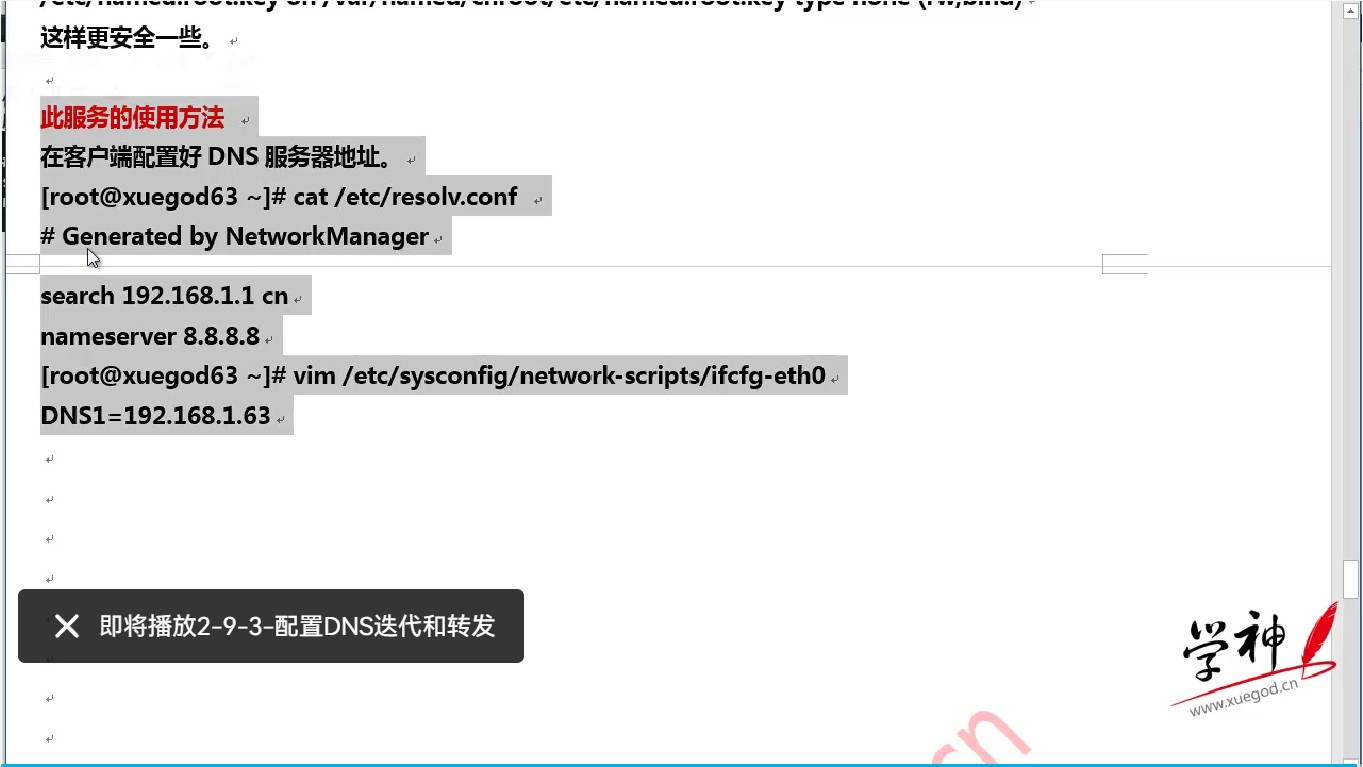 /etc/named.root.key on /var/named/chroot/etc/named.root.key type none (rw,bind)
这样更安全一些。
此服务的使用方法
在客户端配置好 DNS 服务器地址。
[root@xuegod63 ~]# cat /etc/resolv.conf
# Generated by NetworkManager
search 192.168.1.1 cn
nameserver 8.8.8.8
[root@xuegod63 ~]# vim /etc/sysconfig/network-scripts/ifcfg-eth0
DNS1=192.168.1.63
即将播放2-9-3-配置DNS迭代和转发
学神
www.xuegod.cn
cn